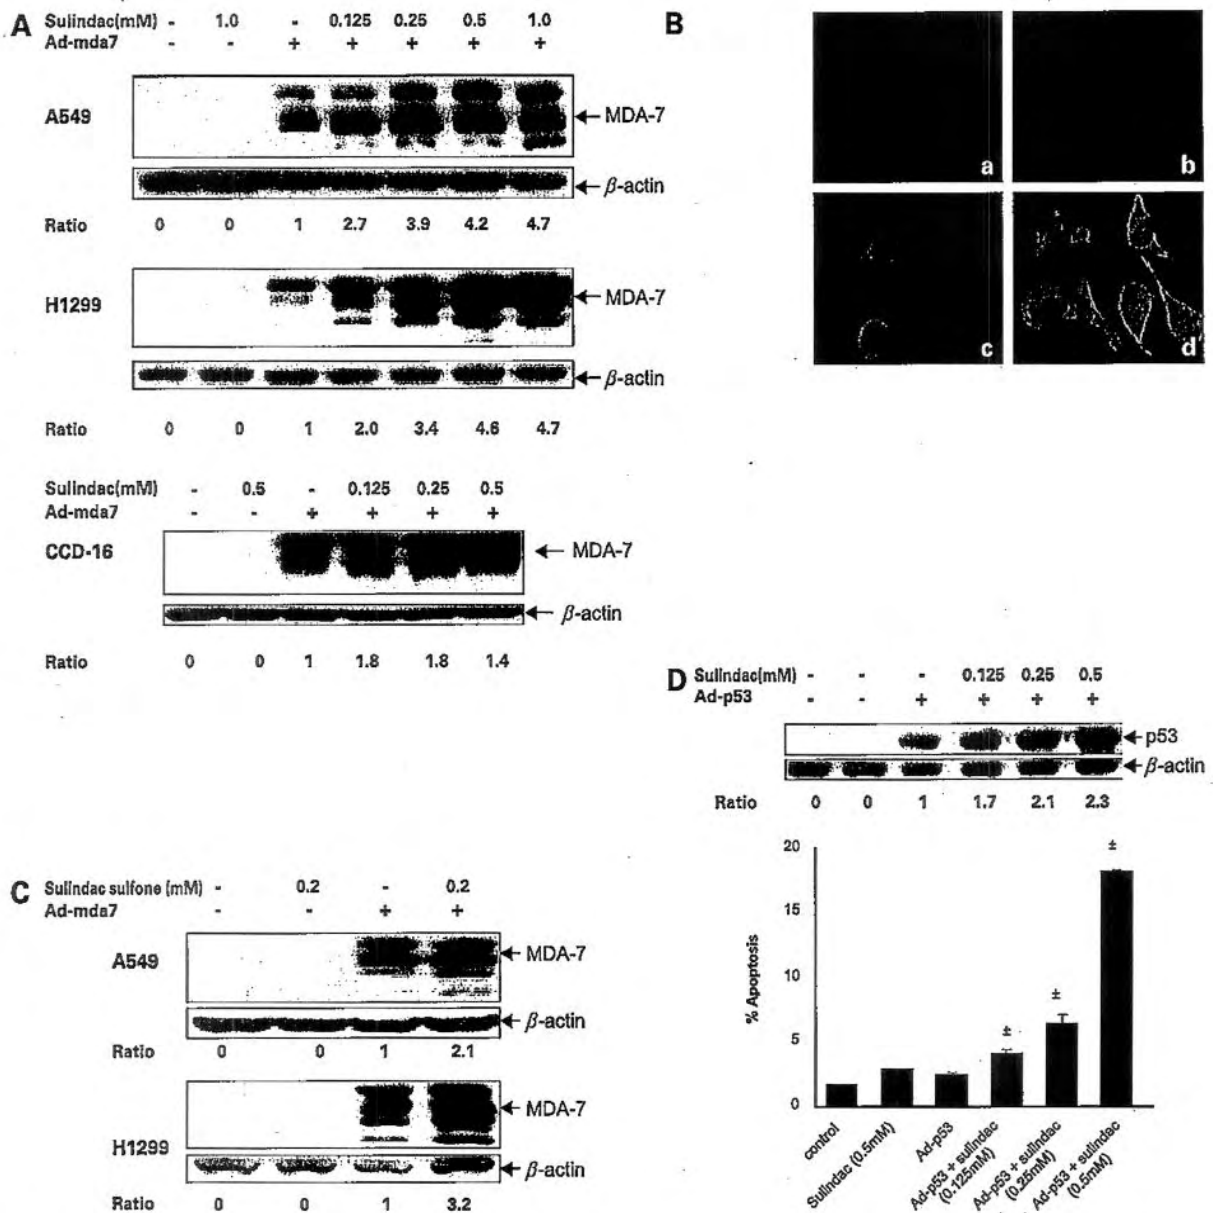 A
Sulindac(mM) - 1.0 - 0.125 0.25 0.5 1.0
Ad-mda7 - - + + + + +
A549
MDA-7
β-actin
Ratio 0 0 1 2.7 3.9 4.2 4.7
H1299
MDA-7
β-actin
Ratio 0 0 1 2.0 3.4 4.6 4.7
Sulindac(mM) - 0.5 - 0.125 0.25 0.5
Ad-mda7 - - + + + +
CCD-16
MDA-7
β-actin
Ratio 0 0 1 1.8 1.8 1.4
B
a
b
c
d
C
Sulindac sulfone (mM) - 0.2 - 0.2
Ad-mda7 - - + +
A549
MDA-7
β-actin
Ratio 0 0 1 2.1
H1299
MDA-7
β-actin
Ratio 0 0 1 3.2
D
Sulindac(mM) - - - 0.125 0.25 0.5
Ad-p53 - - + + + +
p53
β-actin
Ratio 0 0 1 1.7 2.1 2.3
% Apoptosis
20
15
10
5
0
±
±
±
control
Sulindac (0.5mM)
Ad-p53
Ad-p53 + sulindac
(0.125mM)
Ad-p53 + sulindac
(0.25mM)
Ad-p53 + sulindac
(0.5mM)